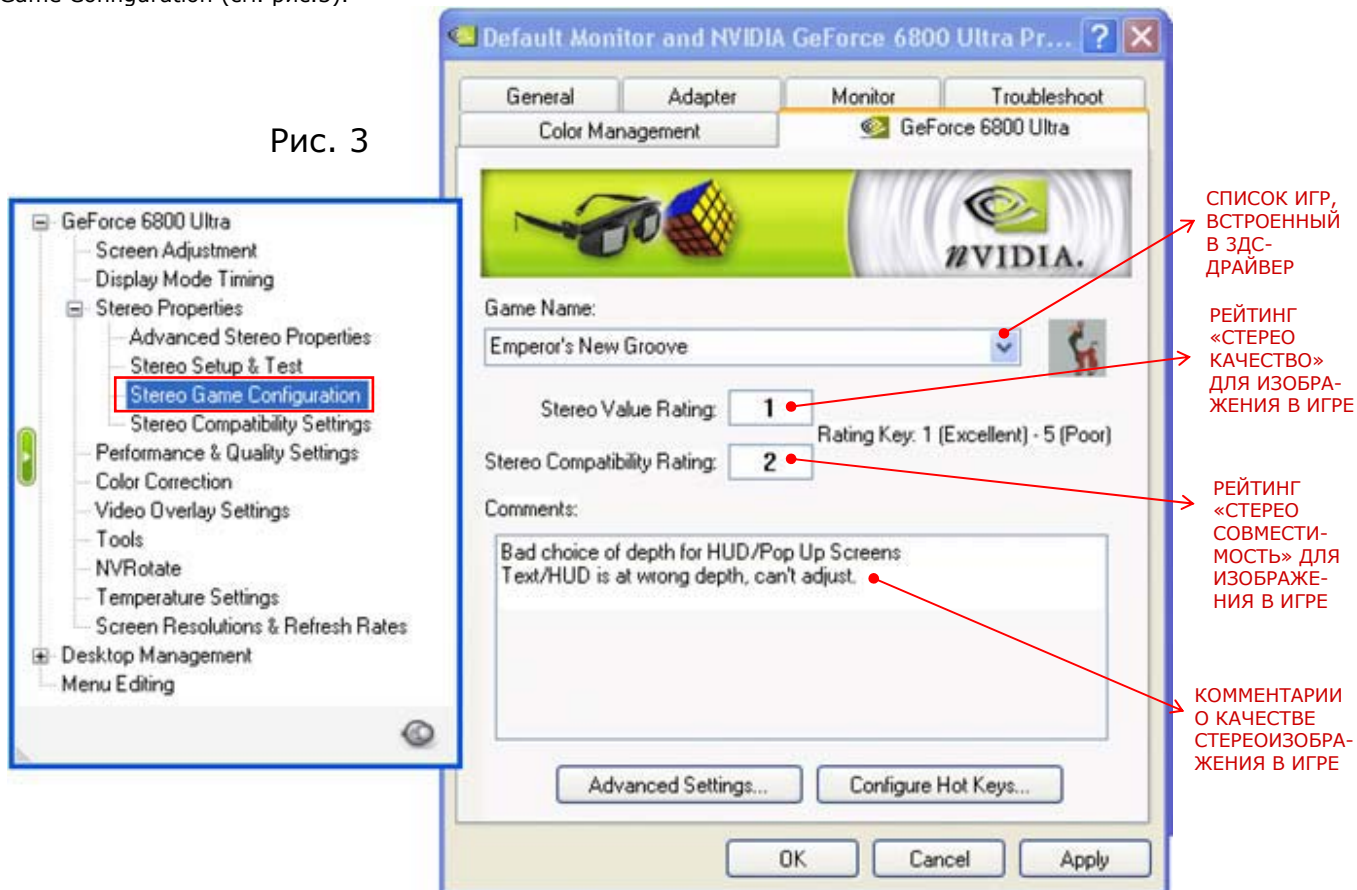 Game Configuration (см. рис.3).
Рис. 3
GeForce 6800 Ultra
Screen Adjustment
Display Mode Timing
Stereo Properties
Advanced Stereo Properties
Stereo Setup & Test
Stereo Game Configuration
Stereo Compatibility Settings
Performance & Quality Settings
Color Correction
Video Overlay Settings
Tools
NVRotate
Temperature Settings
Screen Resolutions & Refresh Rates
Desktop Management
Menu Editing
Default Monitor and NVIDIA GeForce 6800 Ultra Pr... ?
General Adapter Monitor Troubleshoot
Color Management GeForce 6800 Ultra
nVIDIA.
Game Name:
Emperor's New Groove
Stereo Value Rating: 1
Rating Key: 1 (Excellent) - 5 (Poor)
Stereo Compatibility Rating: 2
Comments:
Bad choice of depth for HUD/Pop Up Screens
Text/HUD is at wrong depth, can't adjust.
Advanced Settings... Configure Hot Keys...
OK Cancel Apply
СПИСОК ИГР,
ВСТРОЕННЫЙ
В 3ДС-
ДРАЙВЕР
РЕЙТИНГ
«СТЕРЕО
КАЧЕСТВО»
ДЛЯ ИЗОБРА-
ЖЕНИЯ В ИГРЕ
РЕЙТИНГ
«СТЕРЕО
СОВМЕСТИ-
МОСТЬ» ДЛЯ
ИЗОБРАЖЕ-
НИЯ В ИГРЕ
КОММЕНТАРИИ
О КАЧЕСТВЕ
СТЕРЕОИЗОБРА-
ЖЕНИЯ В ИГРЕ